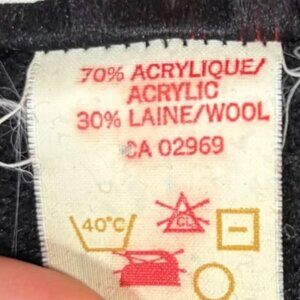 70% ACRYLIQUE/
ACRYLIC
30% LAINE/WOOL
CA 02969
CL
40°C